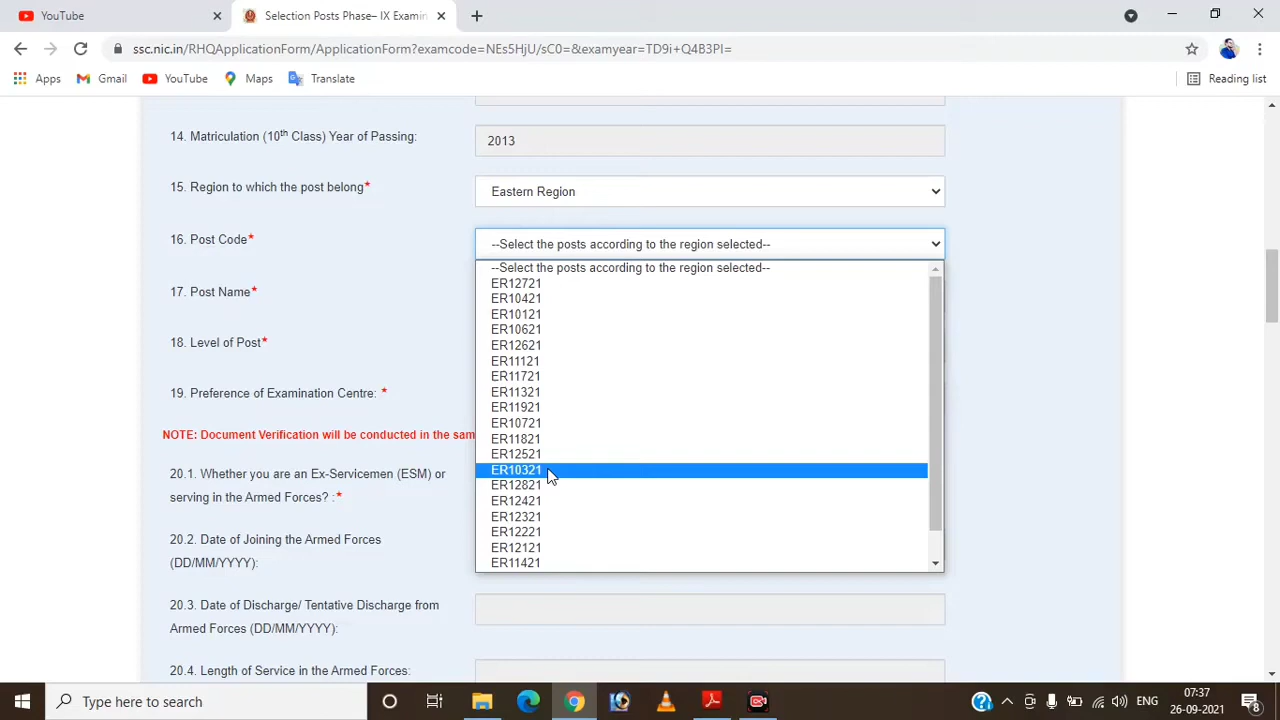 YouTube
Selection Posts Phase– IX Examin
ssc.nic.in/RHQApplicationForm/ApplicationForm?examcode=NEs5HjU/sC0=&examyear=TD9i+Q4B3PI=
Apps Gmail YouTube Maps Translate Reading list
14. Matriculation (10th Class) Year of Passing:
2013
15. Region to which the post belong*
Eastern Region
16. Post Code*
--Select the posts according to the region selected--
--Select the posts according to the region selected--
ER12721
ER10421
ER10121
ER10621
ER12621
ER11121
ER11721
ER11321
ER11921
ER10721
ER11821
ER12521
ER10321
ER12821
ER12421
ER12321
ER12221
ER12121
ER11421
17. Post Name*
18. Level of Post*
19. Preference of Examination Centre: *
NOTE: Document Verification will be conducted in the sam
20.1. Whether you are an Ex-Servicemen (ESM) or
serving in the Armed Forces? :*
20.2. Date of Joining the Armed Forces
(DD/MM/YYYY):
20.3. Date of Discharge/ Tentative Discharge from
Armed Forces (DD/MM/YYYY):
20.4. Length of Service in the Armed Forces:
Type here to search
ENG
07:37
26-09-2021
8